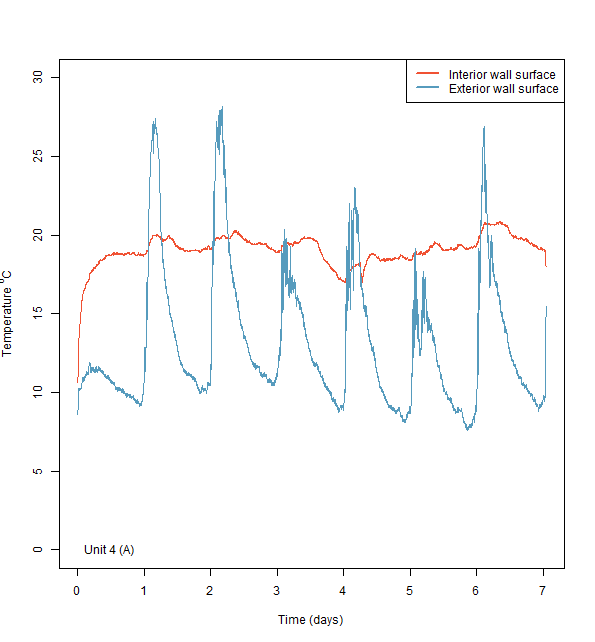 Interior wall surface
Exterior wall surface
30
25
20
15
10
5
0
Temperature ⁰C
Unit 4 (A)
0 1 2 3 4 5 6 7
Time (days)